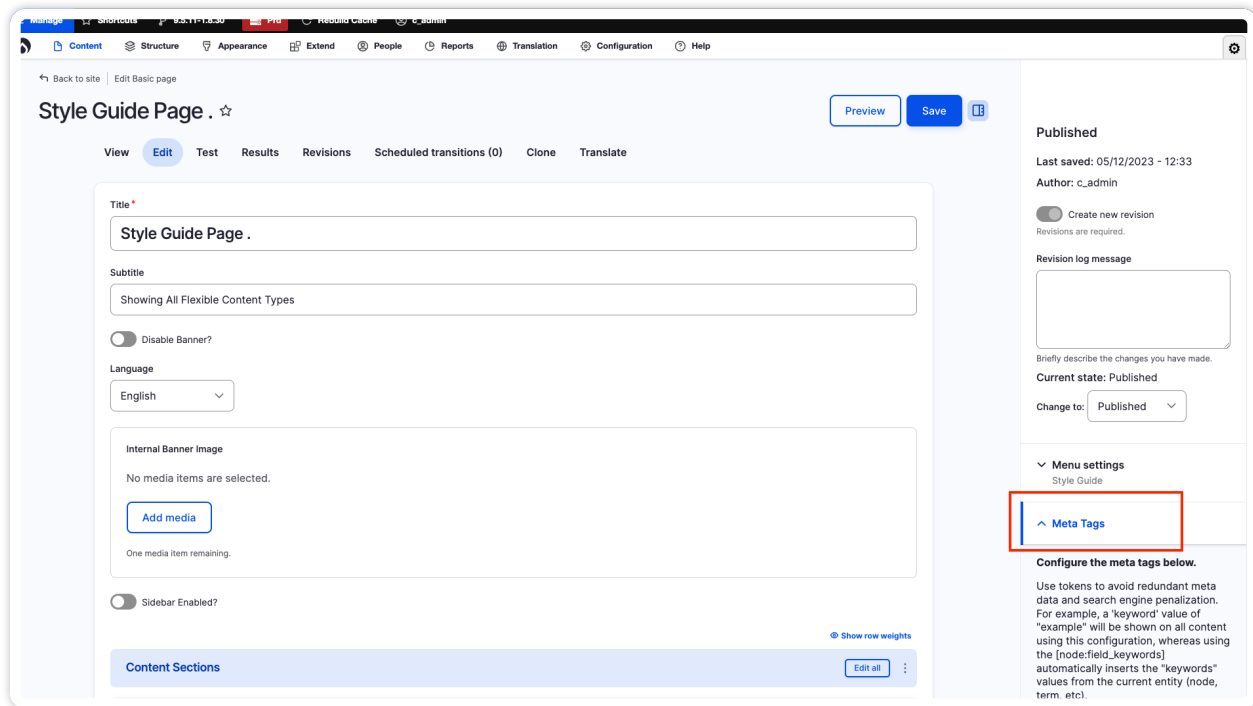 Manage Shortcuts 9.5.11-1.8.30 Prd Rebuild Cache c_admin
Content Structure Appearance Extend People Reports Translation Configuration Help
Back to site Edit Basic page
Style Guide Page .
Preview Save
View Edit Test Results Revisions Scheduled transitions (0) Clone Translate
Title*
Style Guide Page .
Subtitle
Showing All Flexible Content Types
Disable Banner?
Language
English
Internal Banner Image
No media items are selected.
Add media
One media item remaining.
Sidebar Enabled?
Show row weights
Content Sections
Edit all
Published
Last saved: 05/12/2023 - 12:33
Author: c_admin
Create new revision
Revisions are required.
Revision log message
Briefly describe the changes you have made.
Current state: Published
Change to: Published
Menu settings
Style Guide
Meta Tags
Configure the meta tags below.
Use tokens to avoid redundant meta
data and search engine penalization.
For example, a 'keyword' value of
"example" will be shown on all content
using this configuration, whereas using
the [node:field_keywords]
automatically inserts the "keywords"
values from the current entity (node,
term, etc).